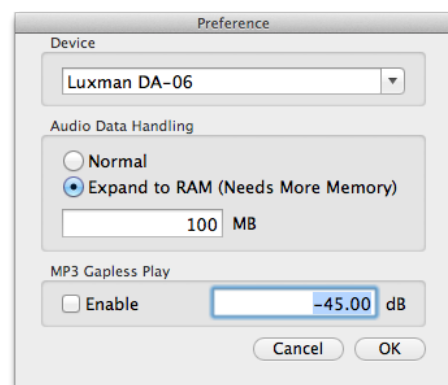 Preference
Device
Luxman DA-06
Audio Data Handling
Normal
Expand to RAM (Needs More Memory)
100 MB
MP3 Gapless Play
Enable -45.00 dB
Cancel OK